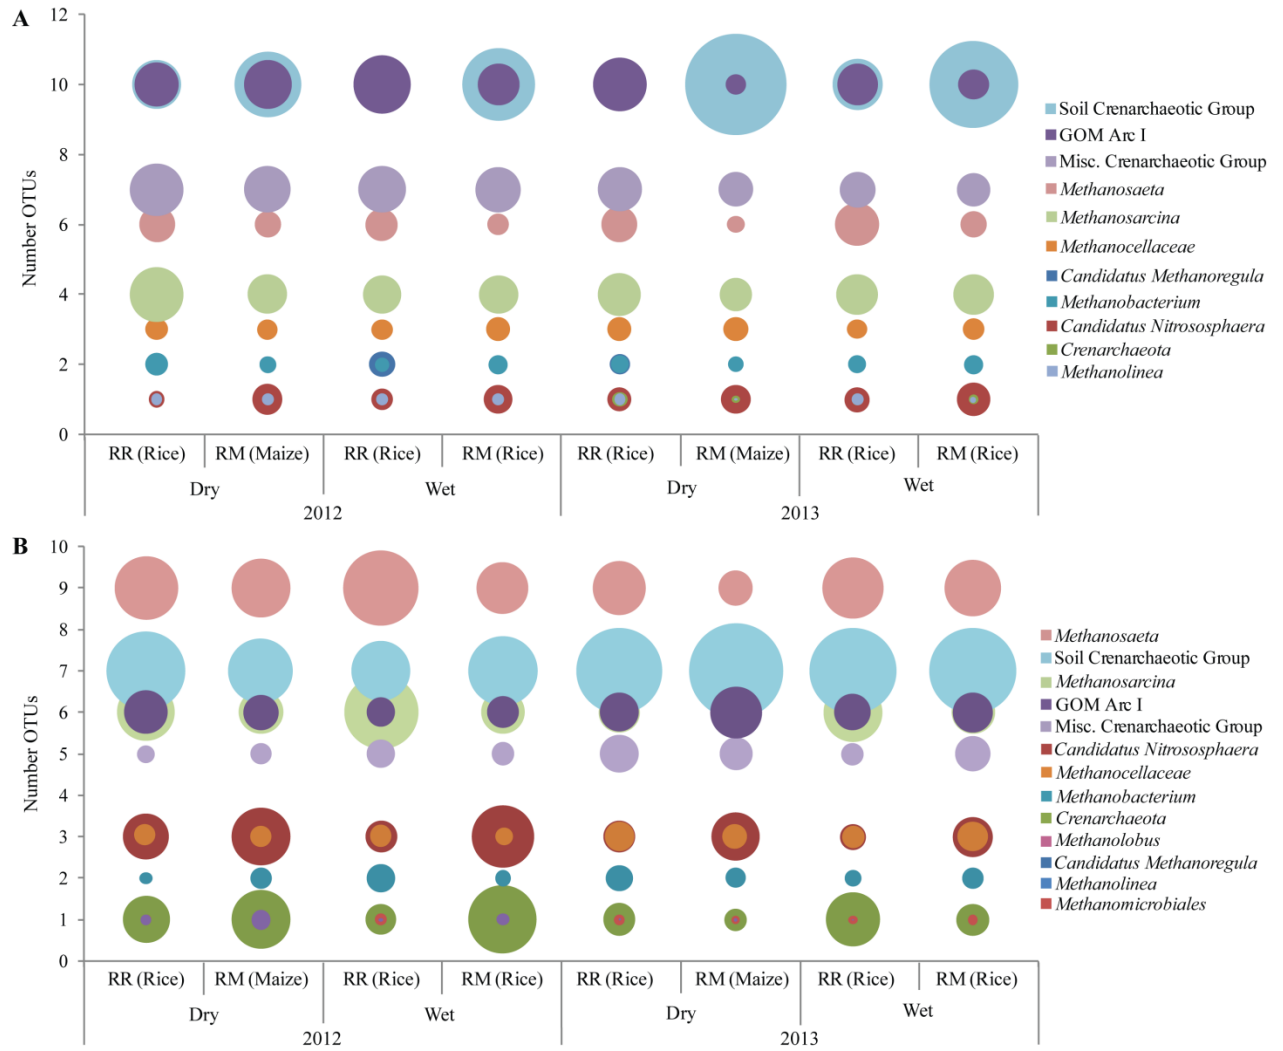 A
12
10
8
6
4
2
0
Number OTUs
RR (Rice) RM (Maize) RR (Rice) RM (Rice) RR (Rice) RM (Maize) RR (Rice) RM (Rice)
Dry Wet Dry Wet
2012 2013
Soil Crenarchaeotic Group
GOM Arc I
Misc. Crenarchaeotic Group
Methanosaeta
Methanosarcina
Methanocellaceae
Candidatus Methanoregula
Methanobacterium
Candidatus Nitrososphaera
Crenarchaeota
Methanolinea
B
10
9
8
7
6
5
4
3
2
1
0
Number OTUs
RR (Rice) RM (Maize) RR (Rice) RM (Rice) RR (Rice) RM (Maize) RR (Rice) RM (Rice)
Dry Wet Dry Wet
2012 2013
Methanosaeta
Soil Crenarchaeotic Group
Methanosarcina
GOM Arc I
Misc. Crenarchaeotic Group
Candidatus Nitrososphaera
Methanocellaceae
Methanobacterium
Crenarchaeota
Methanolobus
Candidatus Methanoregula
Methanolinea
Methanomicrobiales